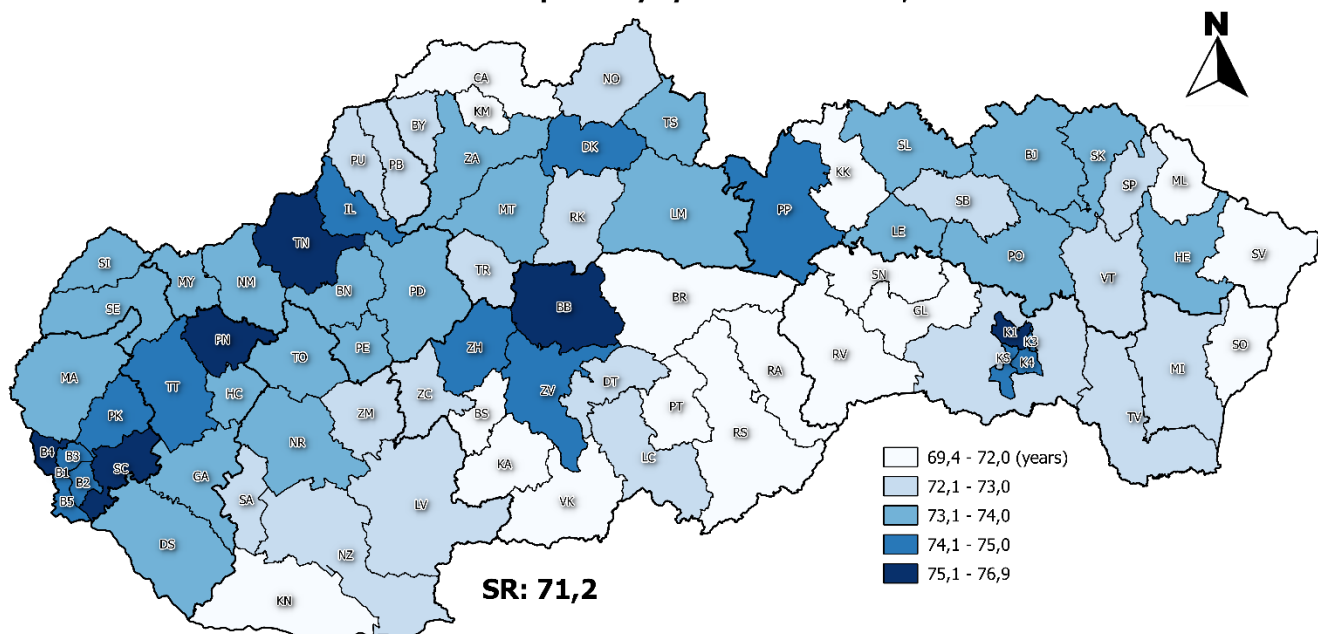 N
CA
NO
KM
TS
BY
PU
PB
ZA
DK
SL
BJ
SK
KK
SP
ML
IL
MT
RK
LM
PP
SB
LE
TN
PO
HE
SV
SI
MY
NM
TR
VT
BN
PD
SN
SE
BB
BR
GL
PN
K1
K3
TO
PE
ZH
RV
SO
KS
K4
MA
TT
HC
RA
MI
DT
PK
ZM
ZC
ZV
BS
PT
TV
B4
B3
SC
NR
RS
B1
LC
69,4 - 72,0 (years)
B2
GA
KA
72,1 - 73,0
B5
SA
LV
VK
73,1 - 74,0
DS
NZ
74,1 - 75,0
75,1 - 76,9
SR: 71,2
KN